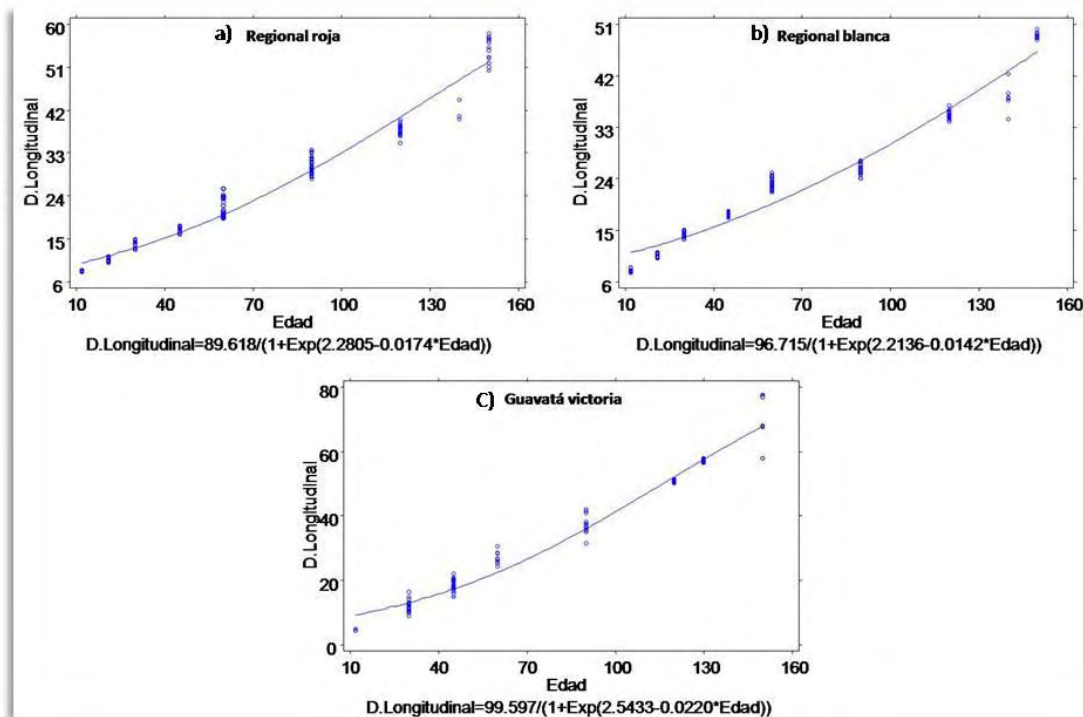 a) Regional roja
60
51
42
33
24
15
6
D.Longitudinal
10 40 70 100 130 160
Edad
D.Longitudinal=89.618/(1+Exp(2.2805-0.0174*Edad))
b) Regional blanca
51
42
33
24
15
6
D.Longitudinal
10 40 70 100 130 160
Edad
D.Longitudinal=96.715/(1+Exp(2.2136-0.0142*Edad))
C) Guavatá victoria
80
60
40
20
0
D.Longitudinal
10 40 70 100 130 160
Edad
D.Longitudinal=99.597/(1+Exp(2.5433-0.0220*Edad))